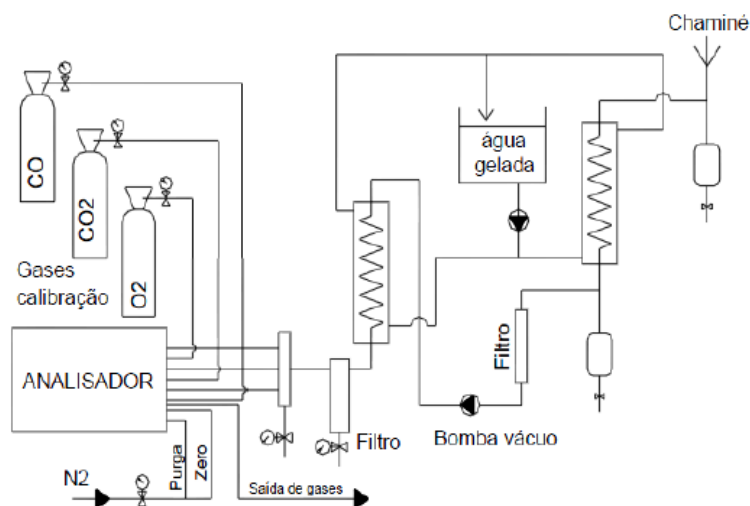 Chaminé
água
gelada
CO
CO2
O2
Gases
calibração
ANALISADOR
Filtro
Filtro
Bomba vácuo
N2
Purga
Zero
Saída de gases